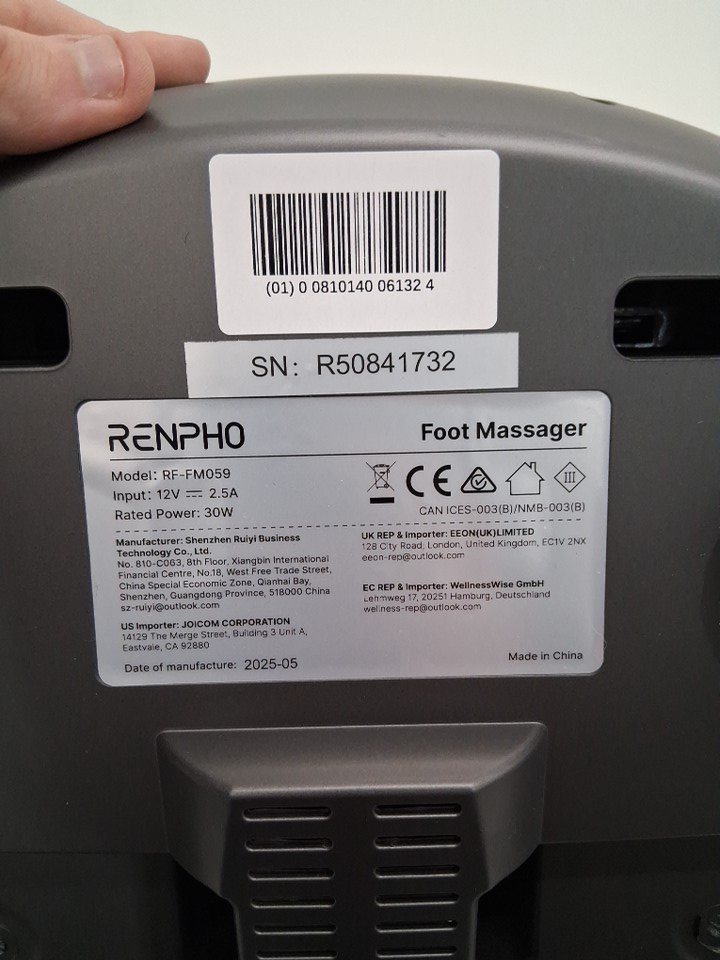 (01) 0 0810140 06132 4
SN: R50841732
RENPHO
Foot Massager
Model: RF-FM059
Input: 12V ⎓ 2.5A
Rated Power: 30W
CE
III
CAN ICES-003(B)/NMB-003(B)
Manufacturer: Shenzhen Ruiyi Business
Technology Co., Ltd.
No. 810-C063, 8th Floor, Xiangbin International
Financial Centre, No.18, West Free Trade Street,
China Special Economic Zone, Qianhai Bay,
Shenzhen, Guangdong Province, 518000 China
sz-ruiyi@outlook.com
US Importer: JOICOM CORPORATION
14129 The Merge Street, Building 3 Unit A,
Eastvale, CA 92880
Date of manufacture: 2025-05
UK REP & Importer: EEON(UK)LIMITED
128 City Road, London, United Kingdom, EC1V 2NX
eeon-rep@outlook.com
EC REP & Importer: WellnessWise GmbH
Lehmweg 17, 20251 Hamburg, Deutschland
wellness-rep@outlook.com
Made in China